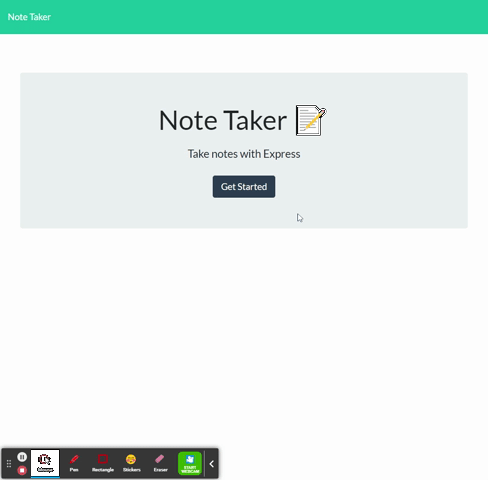 Note Taker
Note Taker
Take notes with Express
Get Started
Pen
Rectangle
Stickers
Eraser
START
WEBCAM